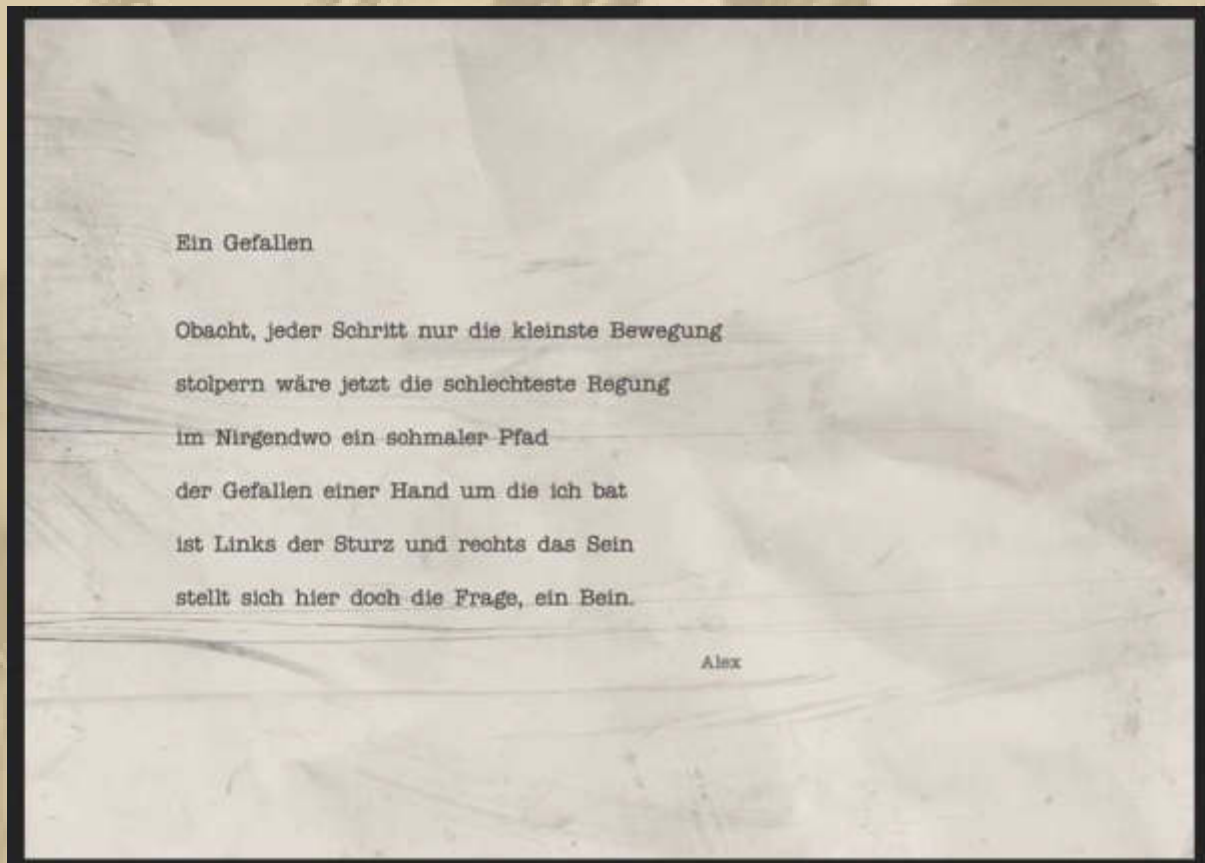 Ein Gefallen
Obacht, jeder Schritt nur die kleinste Bewegung
stolpern wäre jetzt die schlechteste Regung
im Nirgendwo ein schmaler Pfad
der Gefallen einer Hand um die ich bat
ist Links der Sturz und rechts das Sein
stellt sich hier doch die Frage, ein Bein.
Alex